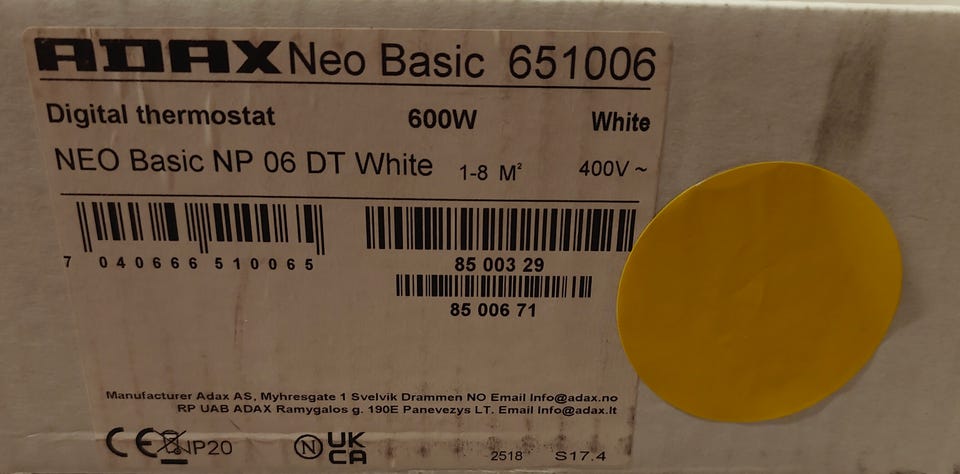 ADAX Neo Basic 651006
Digital thermostat 600W White
NEO Basic NP 06 DT White 1-8 M² 400V ~
7 040666 510065
85 003 29
85 006 71
Manufacturer Adax AS, Myhresgate 1 Svelvik Drammen NO Email Info@adax.no
RP UAB ADAX Ramygalos g. 190E Panevezys LT. Email Info@adax.lt
CE IP20 N UK CA 2518 S17.4